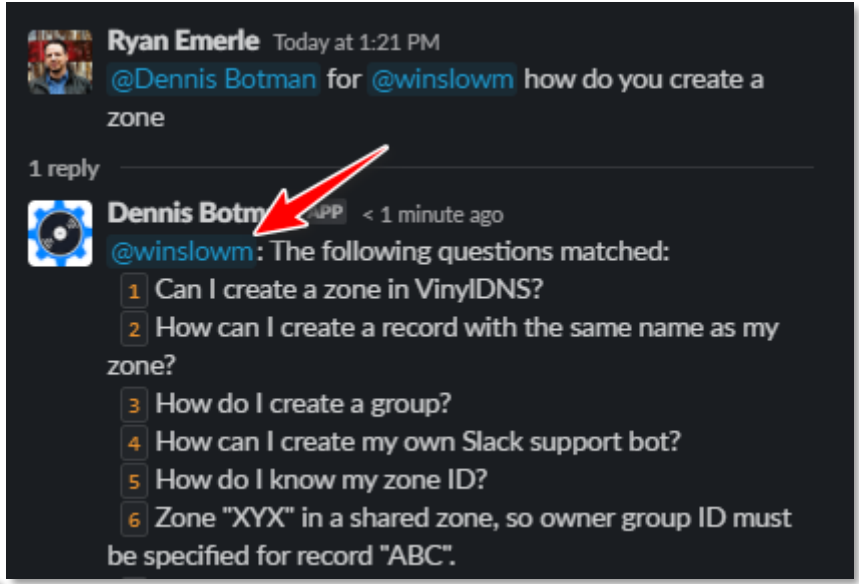 Ryan Emerle Today at 1:21 PM
@Dennis Botman for @winslowm how do you create a
zone
1 reply
Dennis < 1 minute ago
@winslowm: The following questions matched:
1 Can I create a zone in VinylDNS?
2 How can I create a record with the same name as my
zone?
3 How do I create a group?
4 How can I create my own Slack support bot?
5 How do I know my zone ID?
6 Zone "XYX" in a shared zone, so owner group ID must
be specified for record "ABC".